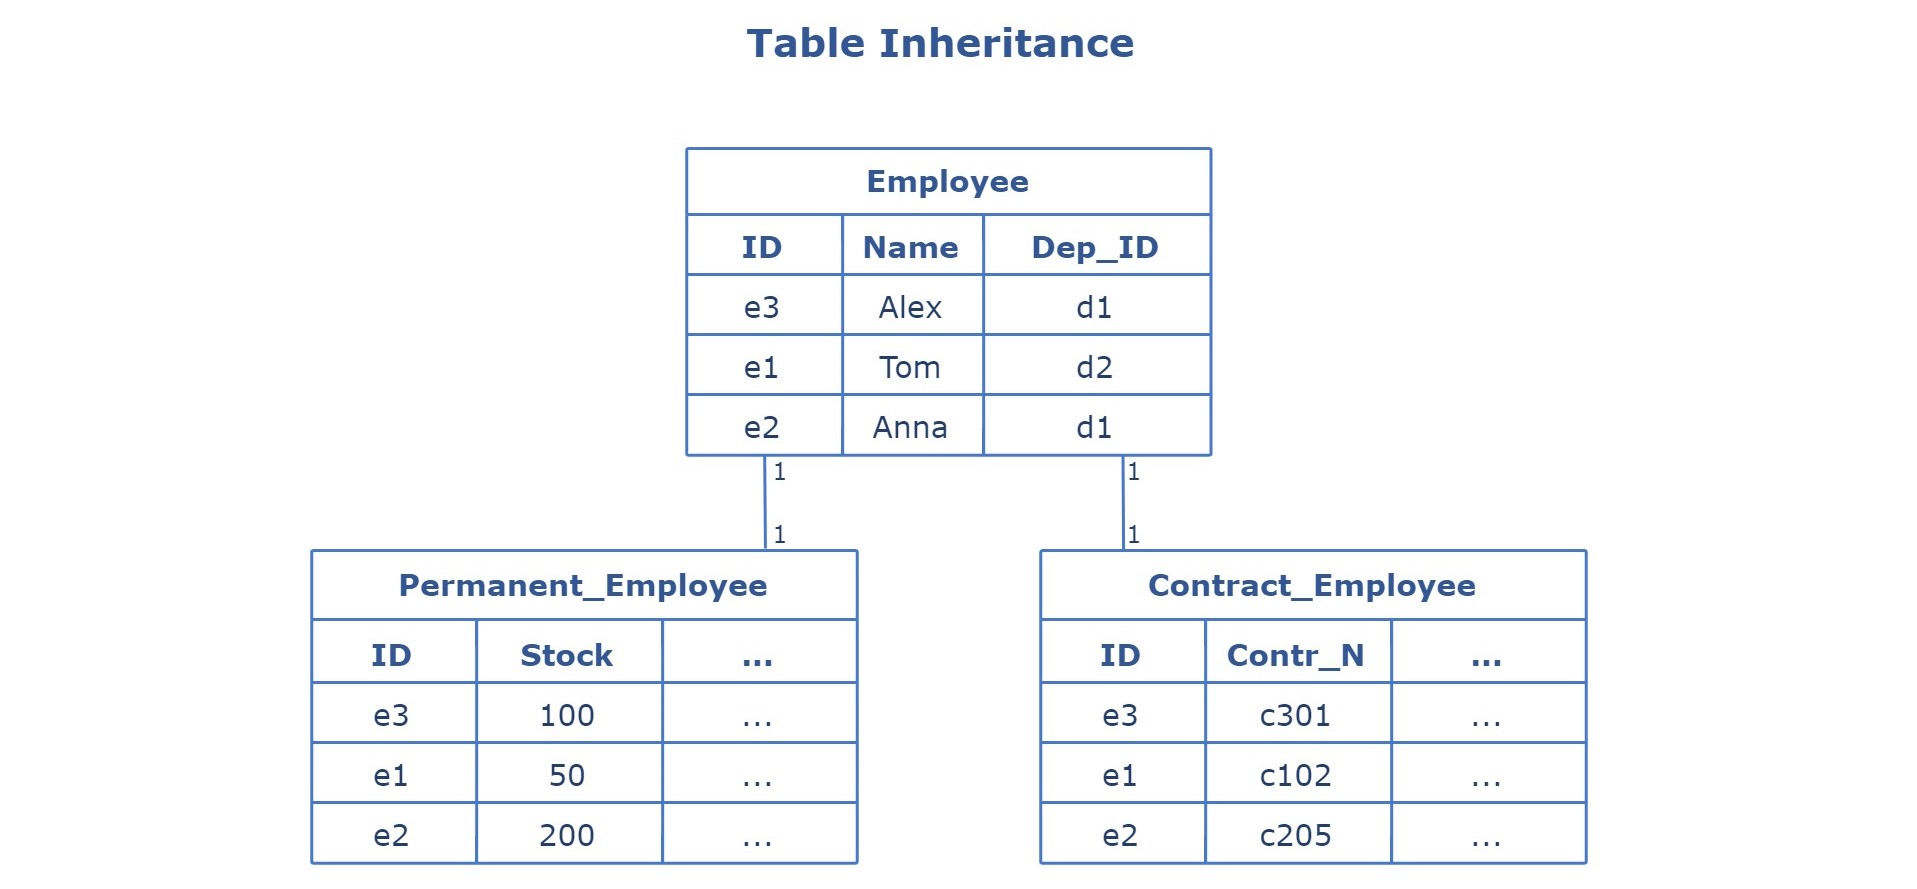 Table Inheritance
Employee
ID Name Dep_ID
e3 Alex d1
e1 Tom d2
e2 Anna d1
1 1
1 1
Permanent_Employee
ID Stock ...
e3 100 ...
e1 50 ...
e2 200 ...
Contract_Employee
ID Contr_N ...
e3 c301 ...
e1 c102 ...
e2 c205 ...